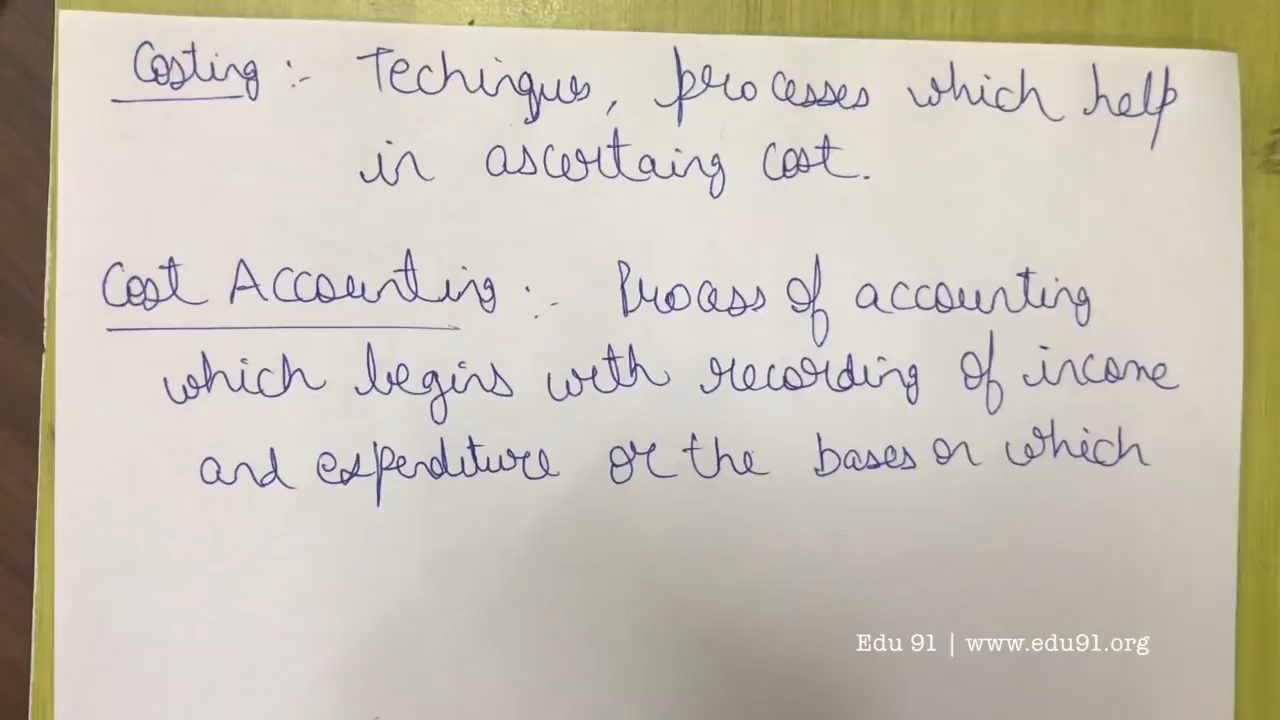 Costing :- Techinques, processes which help
in ascertaing cost.
Cost Accounting :- Process of accounting
which begins with recording of income
and expenditure or the bases on which
Edu 91 | www.edu91.org